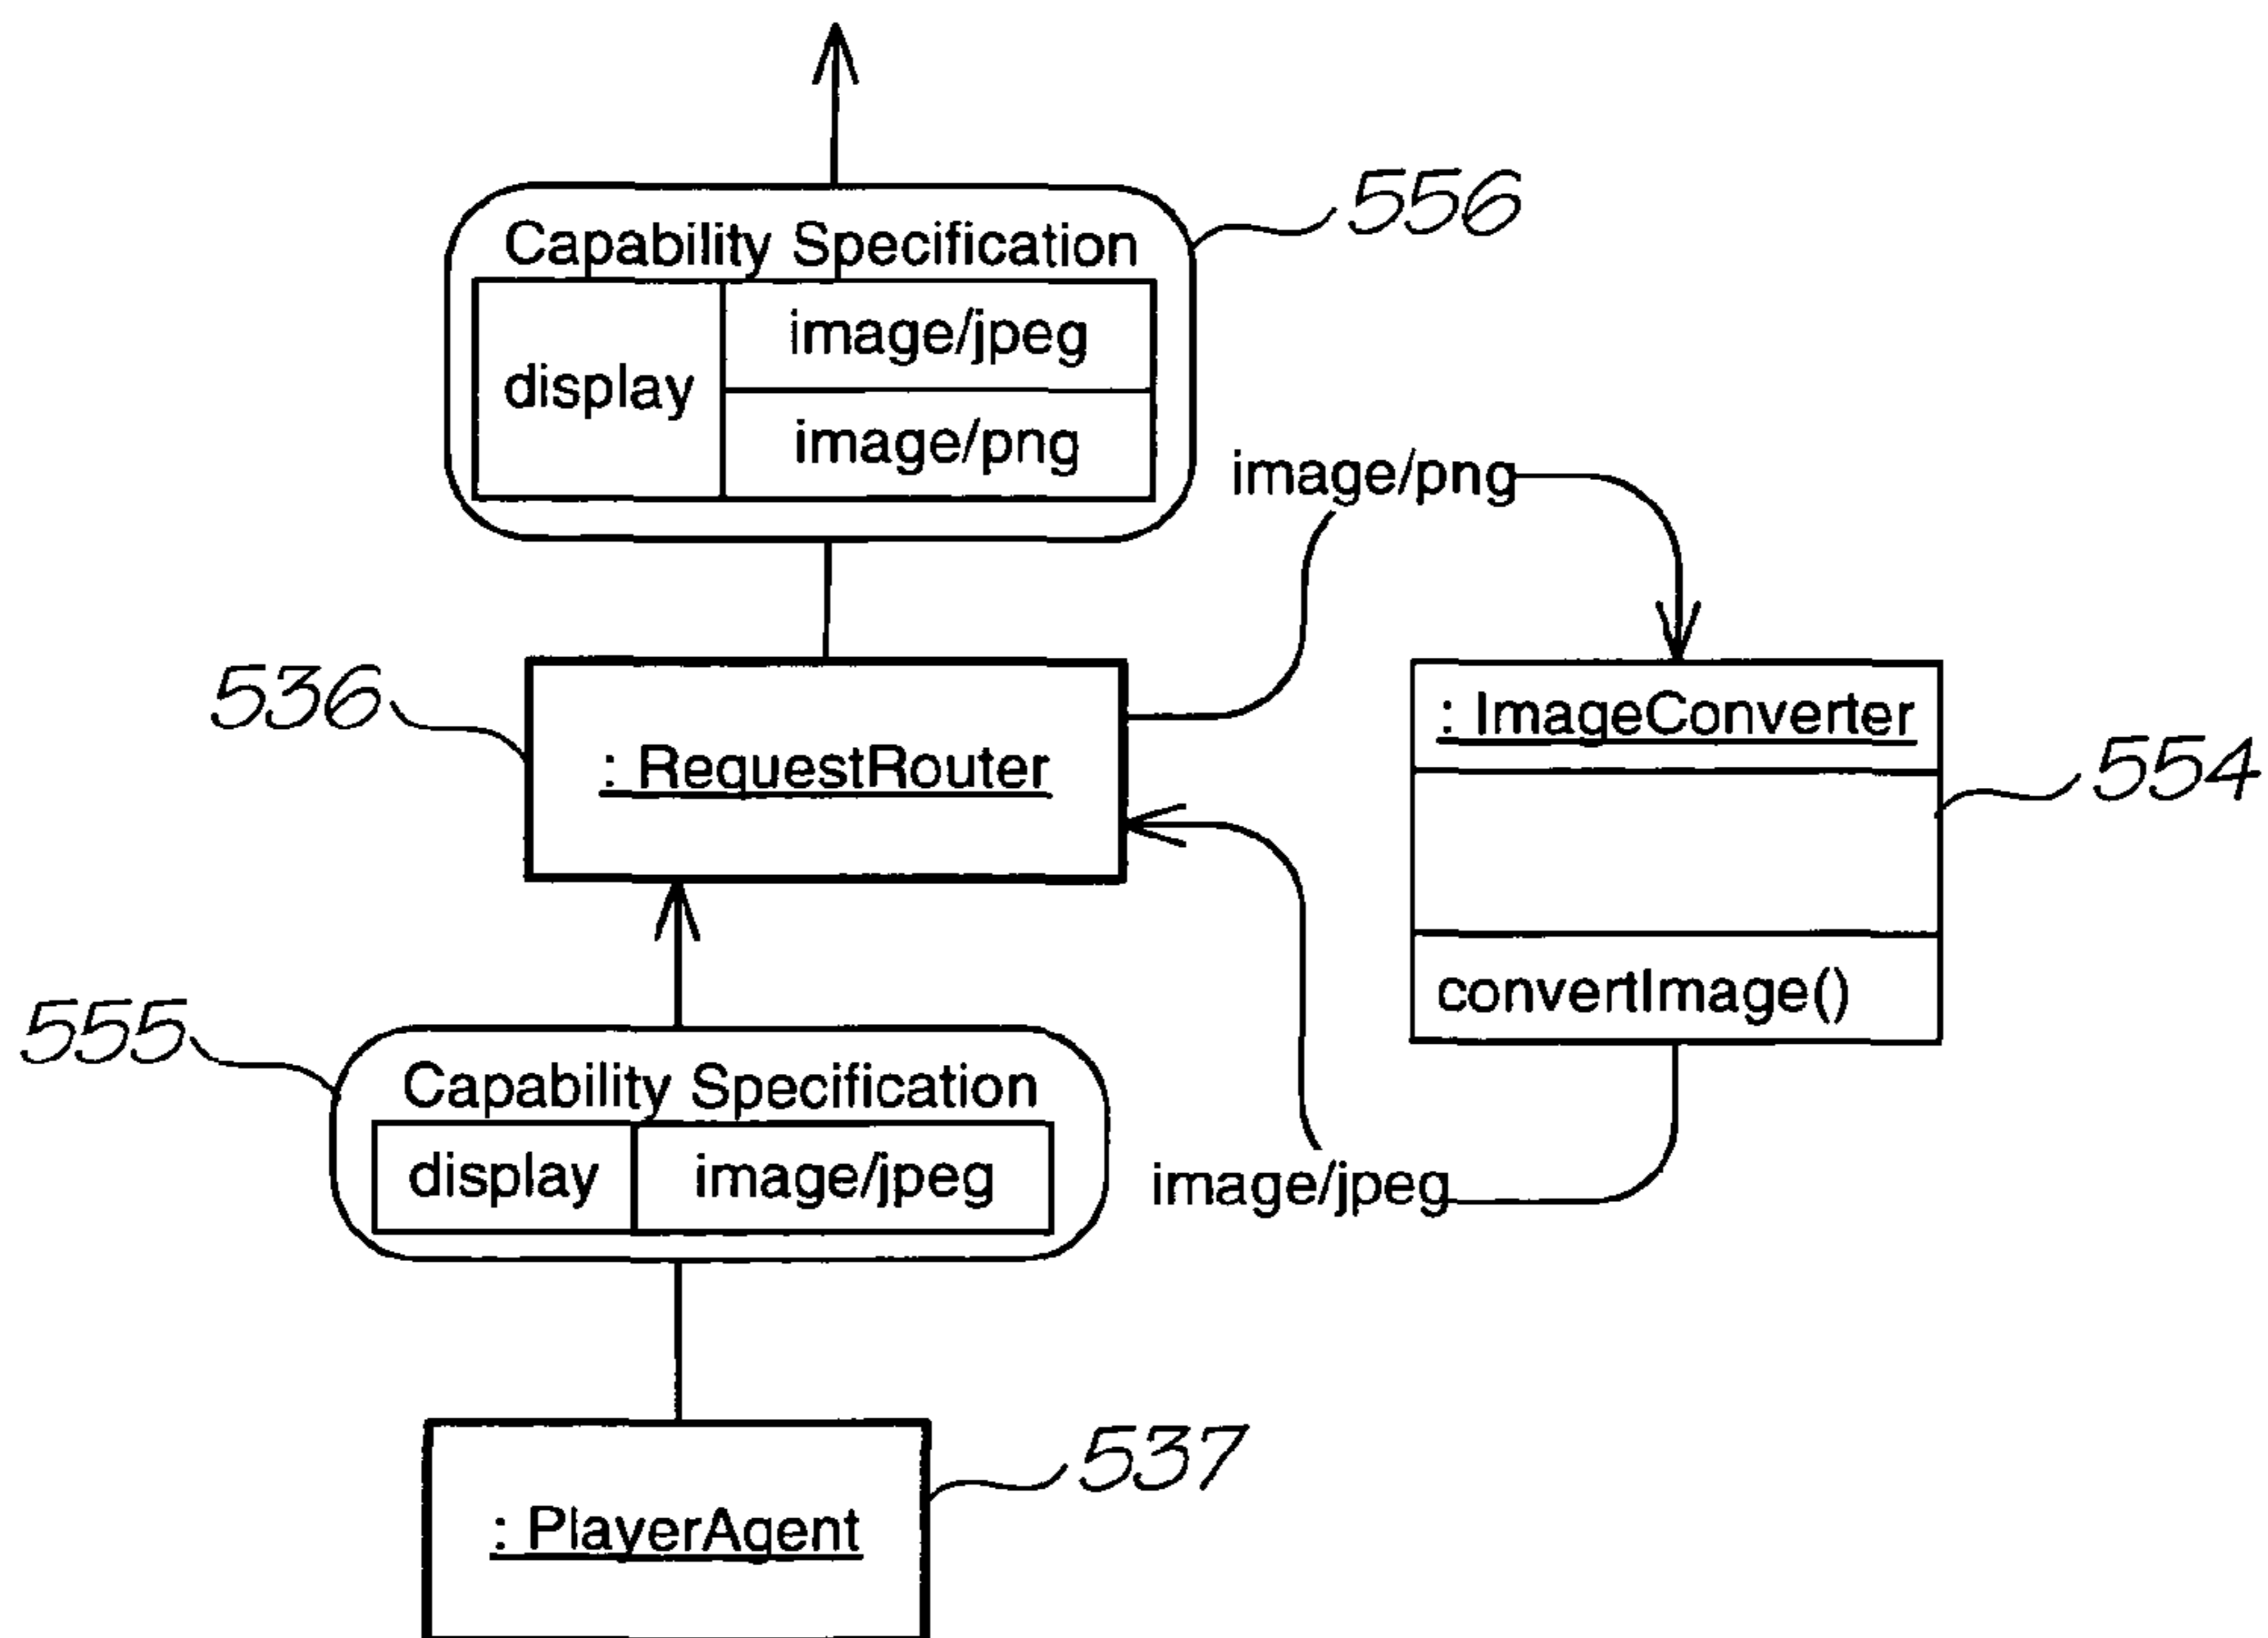 556
Capability Specification
display
image/jpeg
image/png
image/png
536
: RequestRouter
: ImageConverter
554
convertImage()
555
Capability Specification
display
image/jpeg
image/jpeg
537
: PlayerAgent